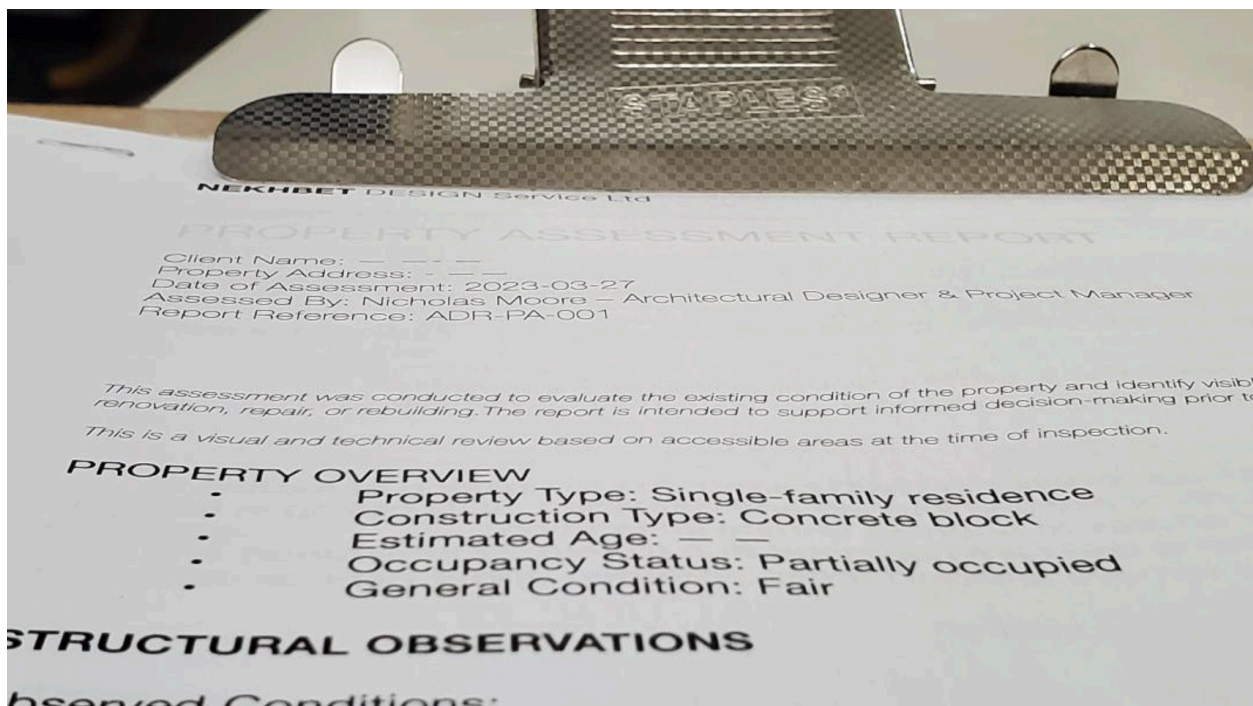 STAPLES®
NEKHBET DESIGN Service Ltd
PROPERTY ASSESSMENT REPORT
Client Name: — — - —
Property Address: - — —
Date of Assessment: 2023-03-27
Assessed By: Nicholas Moore – Architectural Designer & Project Manager
Report Reference: ADR-PA-001
This assessment was conducted to evaluate the existing condition of the property and identify visibl
renovation, repair, or rebuilding. The report is intended to support informed decision-making prior to
This is a visual and technical review based on accessible areas at the time of inspection.
PROPERTY OVERVIEW
• Property Type: Single-family residence
• Construction Type: Concrete block
• Estimated Age: — —
• Occupancy Status: Partially occupied
• General Condition: Fair
STRUCTURAL OBSERVATIONS
bserved Conditions: